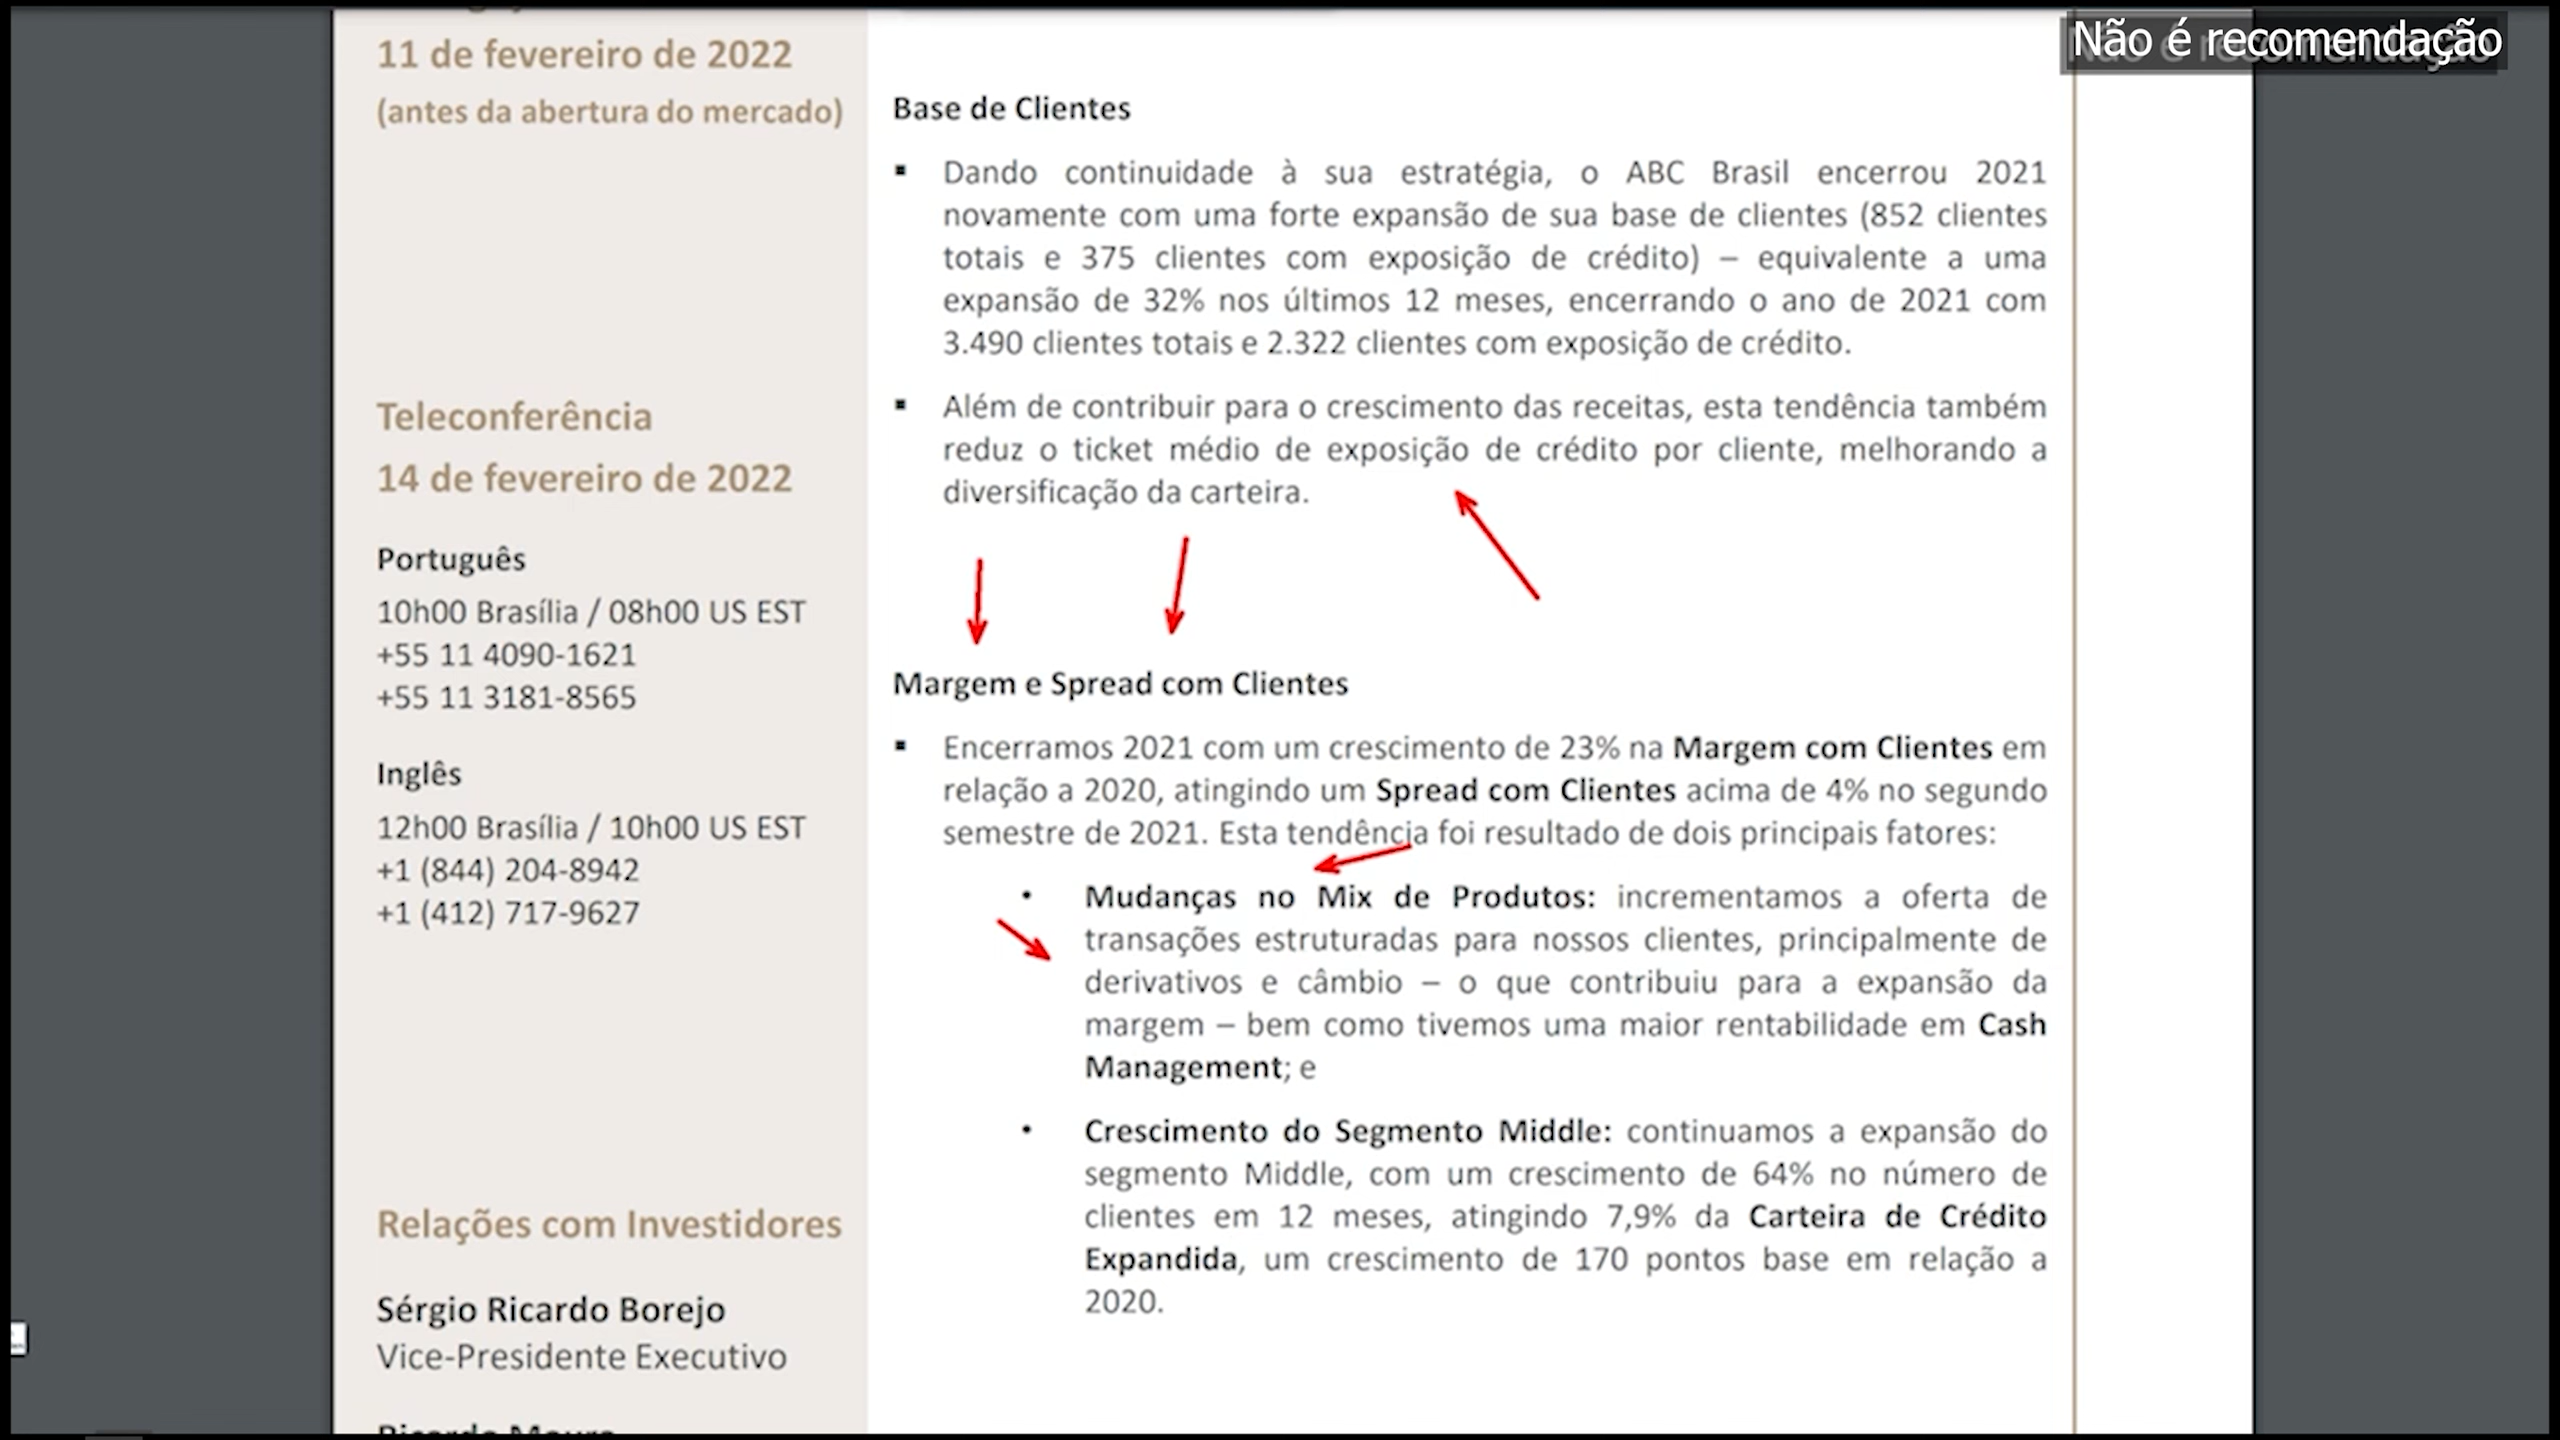 Não é recomendação
11 de fevereiro de 2022
(antes da abertura do mercado)
Teleconferência
14 de fevereiro de 2022
Português
10h00 Brasília / 08h00 US EST
+55 11 4090-1621
+55 11 3181-8565
Inglês
12h00 Brasília / 10h00 US EST
+1 (844) 204-8942
+1 (412) 717-9627
Relações com Investidores
Sérgio Ricardo Borejo
Vice-Presidente Executivo
Base de Clientes
▪ Dando continuidade à sua estratégia, o ABC Brasil encerrou 2021
novamente com uma forte expansão de sua base de clientes (852 clientes
totais e 375 clientes com exposição de crédito) – equivalente a uma
expansão de 32% nos últimos 12 meses, encerrando o ano de 2021 com
3.490 clientes totais e 2.322 clientes com exposição de crédito.
▪ Além de contribuir para o crescimento das receitas, esta tendência também
reduz o ticket médio de exposição de crédito por cliente, melhorando a
diversificação da carteira.
Margem e Spread com Clientes
▪ Encerramos 2021 com um crescimento de 23% na Margem com Clientes em
relação a 2020, atingindo um Spread com Clientes acima de 4% no segundo
semestre de 2021. Esta tendência foi resultado de dois principais fatores:
• Mudanças no Mix de Produtos: incrementamos a oferta de
transações estruturadas para nossos clientes, principalmente de
derivativos e câmbio – o que contribuiu para a expansão da
margem – bem como tivemos uma maior rentabilidade em Cash
Management; e
• Crescimento do Segmento Middle: continuamos a expansão do
segmento Middle, com um crescimento de 64% no número de
clientes em 12 meses, atingindo 7,9% da Carteira de Crédito
Expandida, um crescimento de 170 pontos base em relação a
2020.